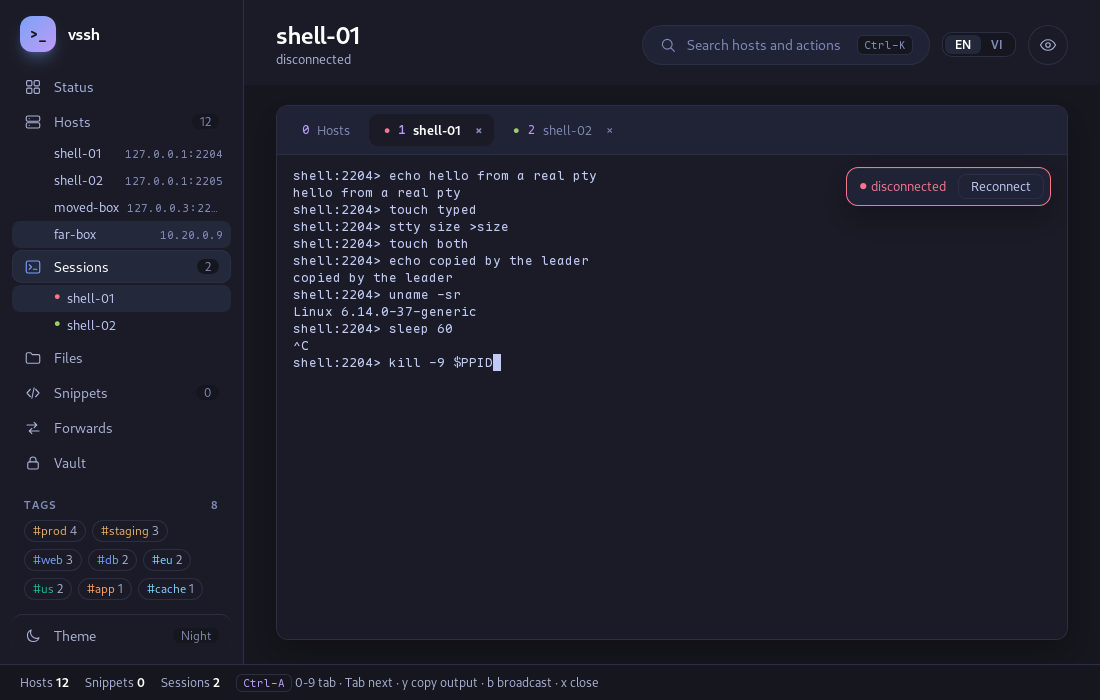 >_ vssh
Status
Hosts 12
shell-01 127.0.0.1:2204
shell-02 127.0.0.1:2205
moved-box 127.0.0.3:22…
far-box 10.20.0.9
Sessions 2
shell-01
shell-02
Files
Snippets 0
Forwards
Vault
TAGS 8
#prod 4 #staging 3
#web 3 #db 2 #eu 2
#us 2 #app 1 #cache 1
Theme Night
shell-01
disconnected
Search hosts and actions Ctrl-K
EN VI
0 Hosts 1 shell-01 × 2 shell-02 ×
disconnected Reconnect
shell:2204> echo hello from a real pty
hello from a real pty
shell:2204> touch typed
shell:2204> stty size >size
shell:2204> touch both
shell:2204> echo copied by the leader
copied by the leader
shell:2204> uname -sr
Linux 6.14.0-37-generic
shell:2204> sleep 60
^C
shell:2204> kill -9 $PPID
Hosts 12 Snippets 0 Sessions 2 Ctrl-A 0-9 tab · Tab next · y copy output · b broadcast · x close